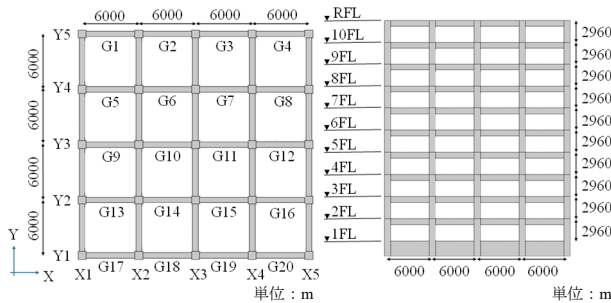 6000 6000 6000 6000
Y5
G1 G2 G3 G4
6000
Y4
G5 G6 G7 G8
6000
Y3
G9 G10 G11 G12
6000
Y2
G13 G14 G15 G16
6000
Y1
G17 G18 G19 G20
X1 X2 X3 X4 X5
Y
X
単位：m
RFL
10FL
9FL
8FL
7FL
6FL
5FL
4FL
3FL
2FL
1FL
2960
2960
2960
2960
2960
2960
2960
2960
2960
2960
6000 6000 6000 6000
単位：m